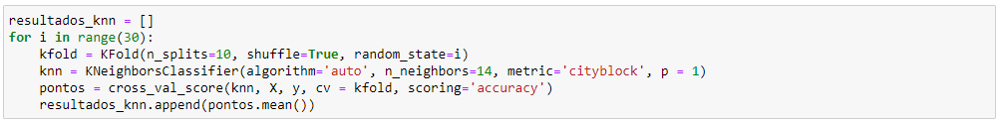 resultados_knn = []
for i in range(30):
    kfold = KFold(n_splits=10, shuffle=True, random_state=i)
    knn = KNeighborsClassifier(algorithm='auto', n_neighbors=14, metric='cityblock', p = 1)
    pontos = cross_val_score(knn, X, y, cv = kfold, scoring='accuracy')
    resultados_knn.append(pontos.mean())